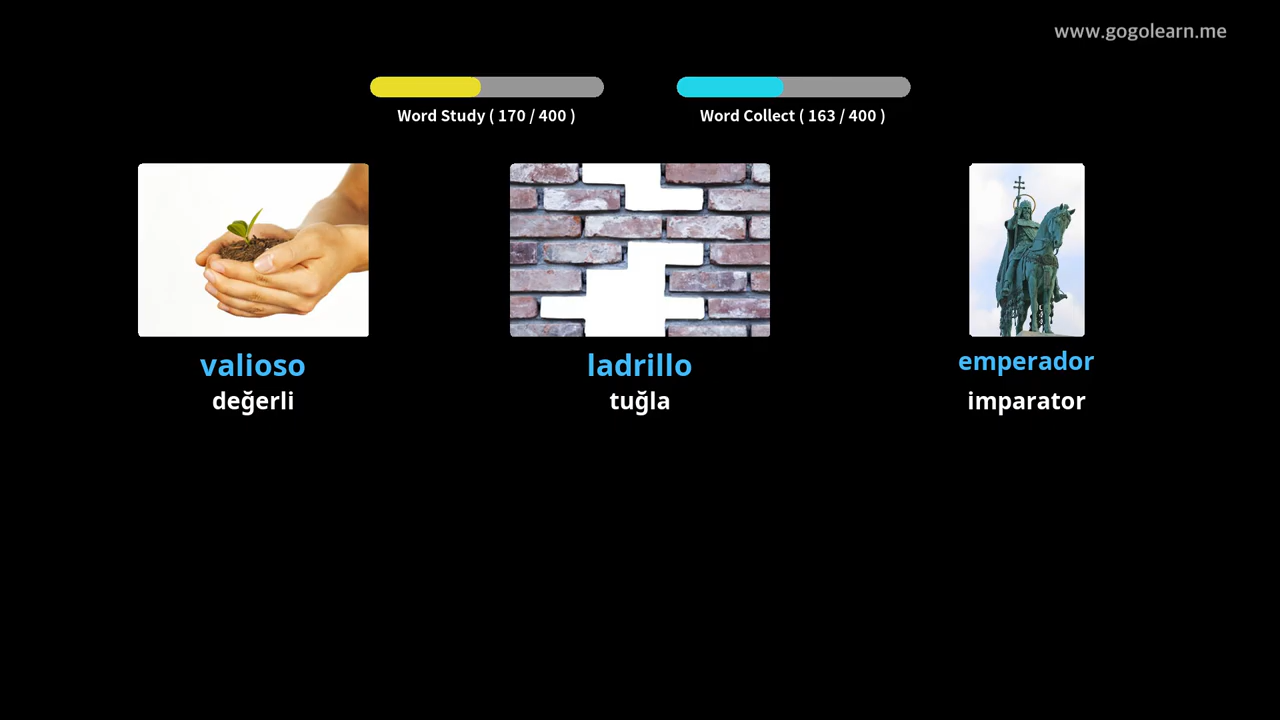 www.gogolearn.me
Word Study ( 170 / 400 )
Word Collect ( 163 / 400 )
valioso
değerli
ladrillo
tuğla
emperador
imparator